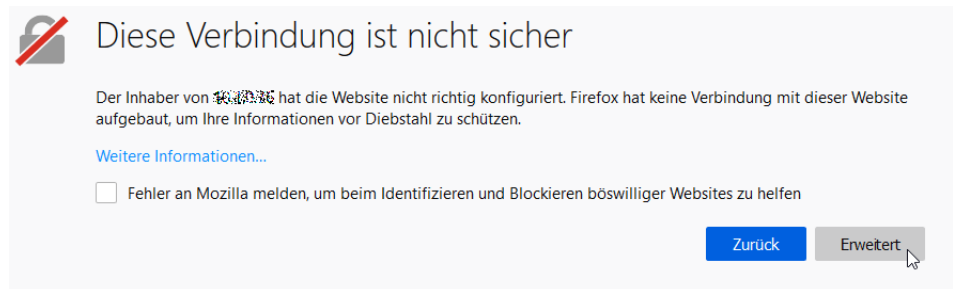 Diese Verbindung ist nicht sicher
Der Inhaber von hat die Website nicht richtig konfiguriert. Firefox hat keine Verbindung mit dieser Website
aufgebaut, um Ihre Informationen vor Diebstahl zu schützen.
Weitere Informationen...
Fehler an Mozilla melden, um beim Identifizieren und Blockieren böswilliger Websites zu helfen
Zurück
Erweitert